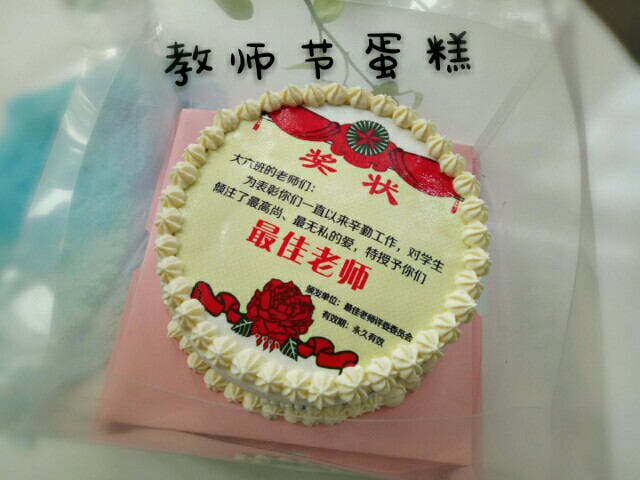 教师节蛋糕
奖状
大六班的老师们:
为表彰你们一直以来辛勤工作，对学生
倾注了最高尚、最无私的爱，特授予你们
最佳老师
颁发单位：最佳老师评选委员会
有效期：永久有效